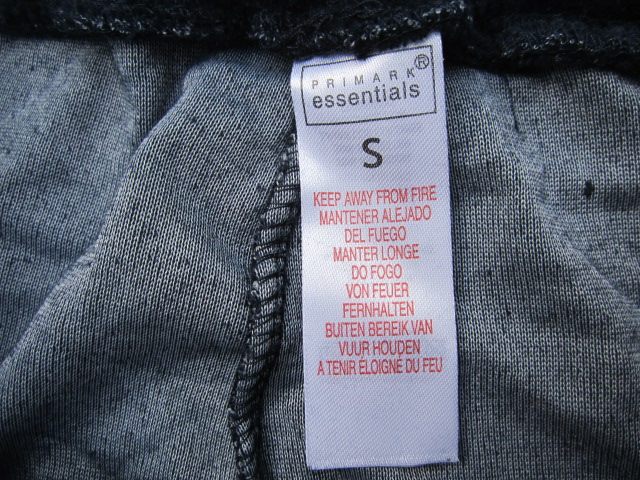 PRIMARK®
essentials
S
KEEP AWAY FROM FIRE
MANTENER ALEJADO
DEL FUEGO
MANTER LONGE
DO FOGO
VON FEUER
FERNHALTEN
BUITEN BEREIK VAN
VUUR HOUDEN
A TENIR ÉLOIGNÉ DU FEU